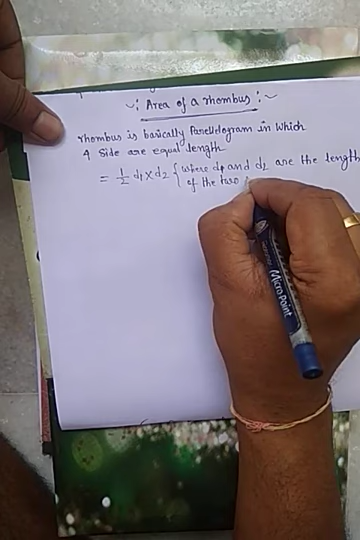 ~: Area of a rhombus :~
rhombus is basically Parellelogram in which
4 side are equal length
= 1/2 d1 x d2 { where d1 and d2 are the length
of the two
Micro Point